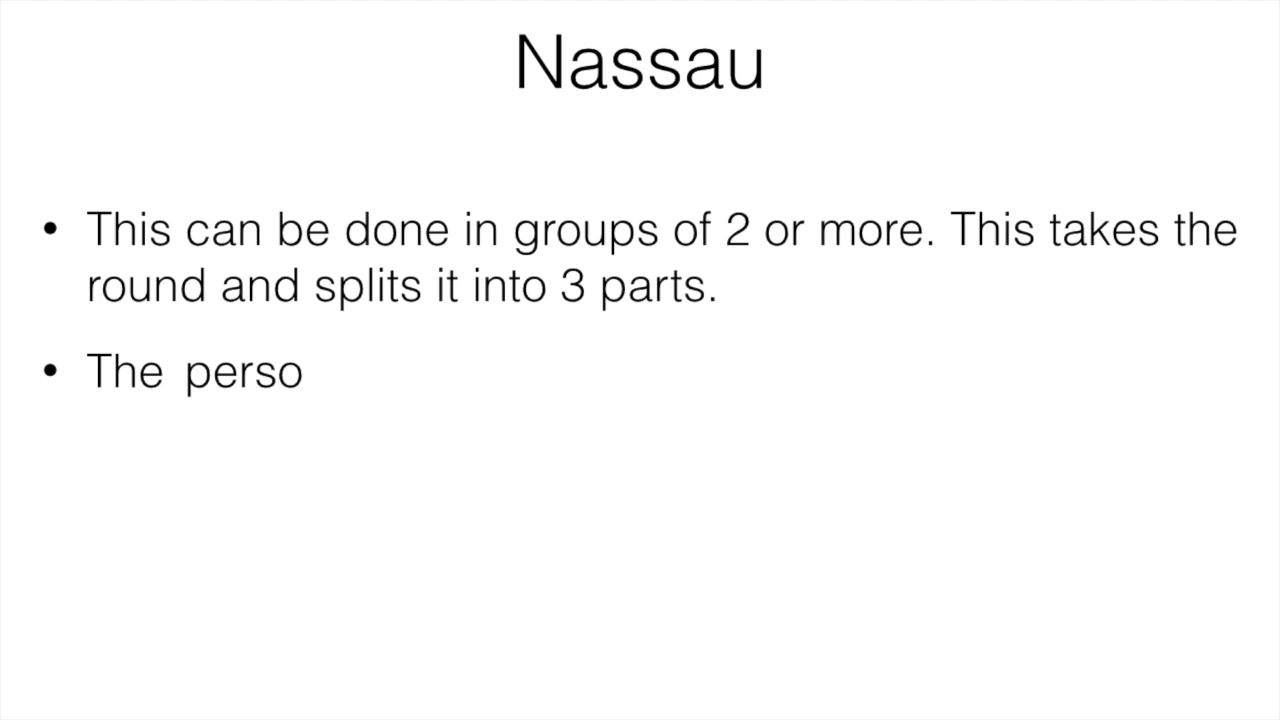 Nassau
• This can be done in groups of 2 or more. This takes the
round and splits it into 3 parts.
• The perso